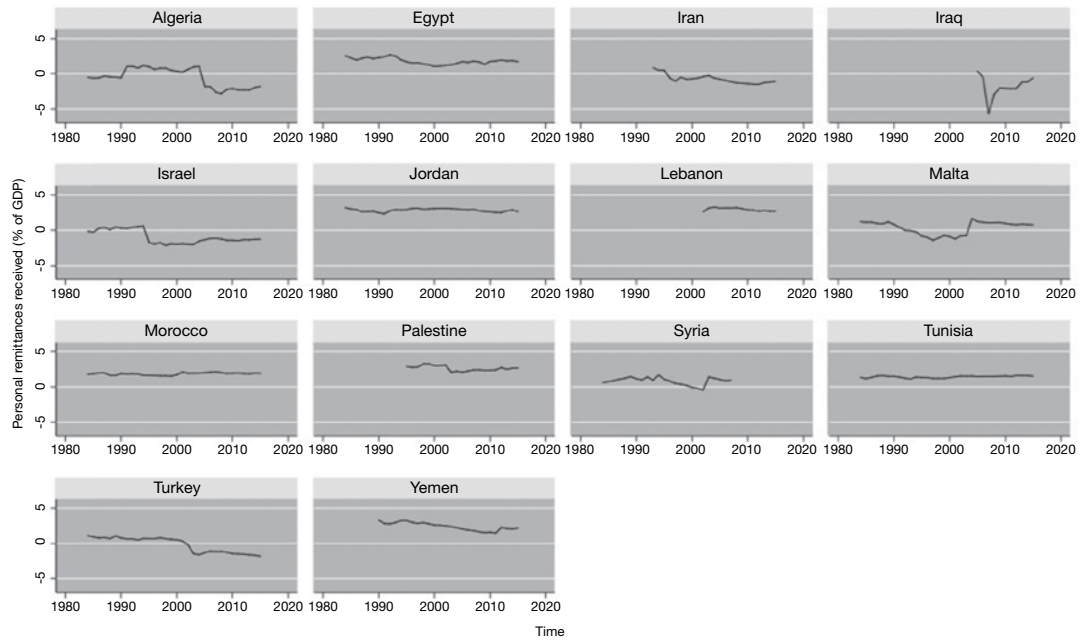 Algeria Egypt Iran Iraq
5
0
-5
1980 1990 2000 2010 2020 1980 1990 2000 2010 2020 1980 1990 2000 2010 2020 1980 1990 2000 2010 2020
Israel Jordan Lebanon Malta
5
0
-5
1980 1990 2000 2010 2020 1980 1990 2000 2010 2020 1980 1990 2000 2010 2020 1980 1990 2000 2010 2020
Personal remittances received (% of GDP)
Morocco Palestine Syria Tunisia
5
0
-5
1980 1990 2000 2010 2020 1980 1990 2000 2010 2020 1980 1990 2000 2010 2020 1980 1990 2000 2010 2020
Turkey Yemen
5
0
-5
1980 1990 2000 2010 2020 1980 1990 2000 2010 2020
Time